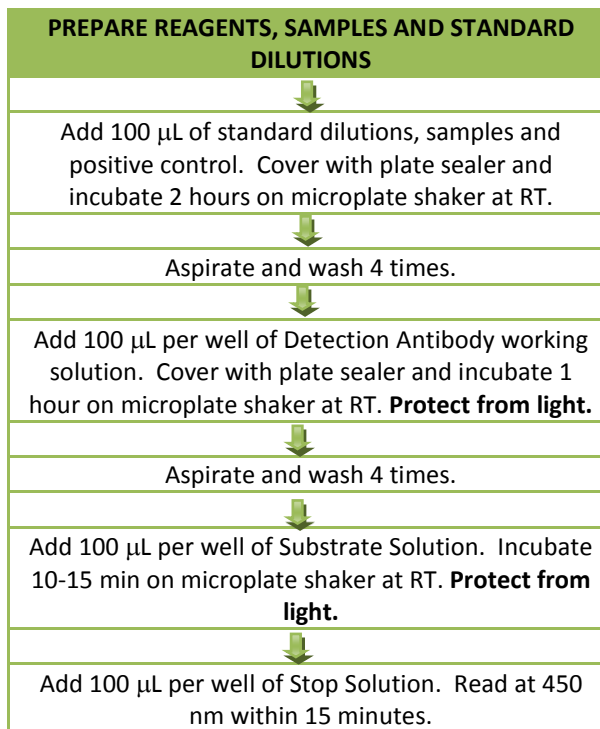 PREPARE REAGENTS, SAMPLES AND STANDARD
DILUTIONS
Add 100 µL of standard dilutions, samples and
positive control.  Cover with plate sealer and
incubate 2 hours on microplate shaker at RT.
Aspirate and wash 4 times.
Add 100 µL per well of Detection Antibody working
solution.  Cover with plate sealer and incubate 1
hour on microplate shaker at RT. Protect from light.
Aspirate and wash 4 times.
Add 100 µL per well of Substrate Solution.  Incubate
10-15 min on microplate shaker at RT. Protect from
light.
Add 100 µL per well of Stop Solution.  Read at 450
nm within 15 minutes.